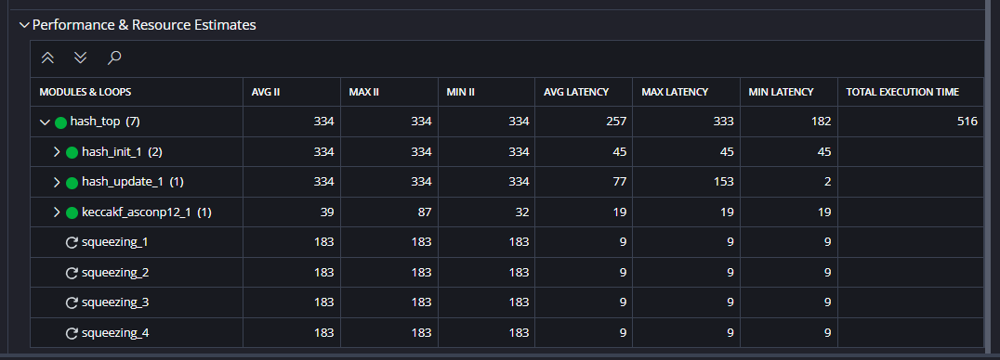 Performance & Resource Estimates
MODULES & LOOPS AVG II MAX II MIN II AVG LATENCY MAX LATENCY MIN LATENCY TOTAL EXECUTION TIME
hash_top (7) 334 334 334 257 333 182 516
hash_init_1 (2) 334 334 334 45 45 45
hash_update_1 (1) 334 334 334 77 153 2
keccakf_asconp12_1 (1) 39 87 32 19 19 19
squeezing_1 183 183 183 9 9 9
squeezing_2 183 183 183 9 9 9
squeezing_3 183 183 183 9 9 9
squeezing_4 183 183 183 9 9 9